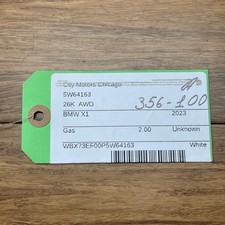 City Motors Chicago
5W64163
26K AWD
356-100
BMW X1 2023
Gas 2.00 Unknown
WBX73EF00P5W64163 White